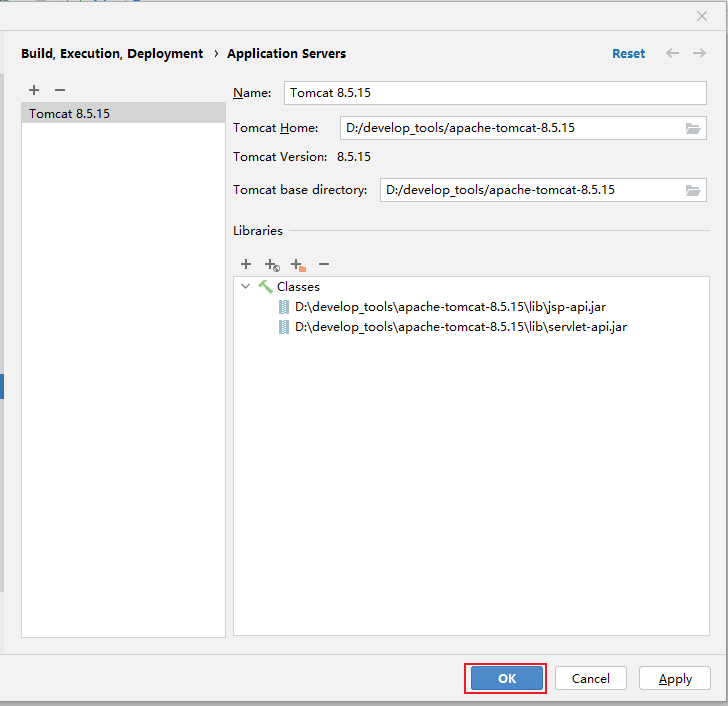 Build, Execution, Deployment › Application Servers
Reset
Tomcat 8.5.15
Name: Tomcat 8.5.15
Tomcat Home: D:/develop_tools/apache-tomcat-8.5.15
Tomcat Version: 8.5.15
Tomcat base directory: D:/develop_tools/apache-tomcat-8.5.15
Libraries
Classes
D:\develop_tools\apache-tomcat-8.5.15\lib\jsp-api.jar
D:\develop_tools\apache-tomcat-8.5.15\lib\servlet-api.jar
OK Cancel Apply